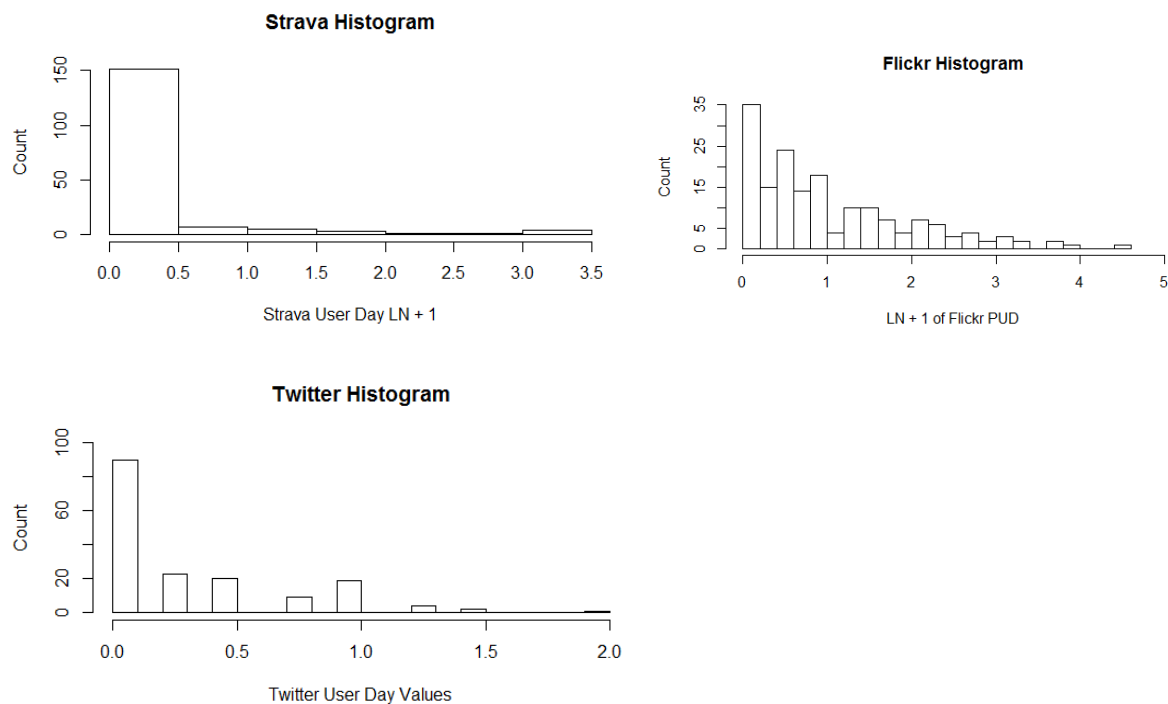 Strava Histogram
Count
0
50
100
150
0.0 0.5 1.0 1.5 2.0 2.5 3.0 3.5
Strava User Day LN + 1
Flickr Histogram
Count
5
15
25
35
0 1 2 3 4 5
LN + 1 of Flickr PUD
Twitter Histogram
Count
0
20
60
100
0.0 0.5 1.0 1.5 2.0
Twitter User Day Values